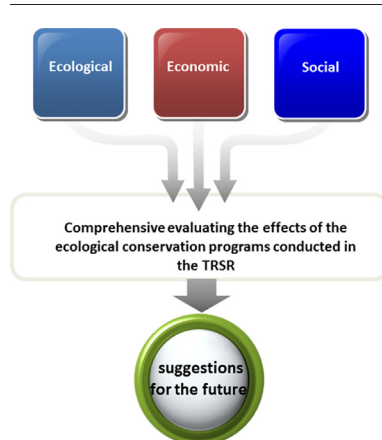 Ecological
Economic
Social
Comprehensive evaluating the effects of the
ecological conservation programs conducted in
the TRSR
suggestions
for the future